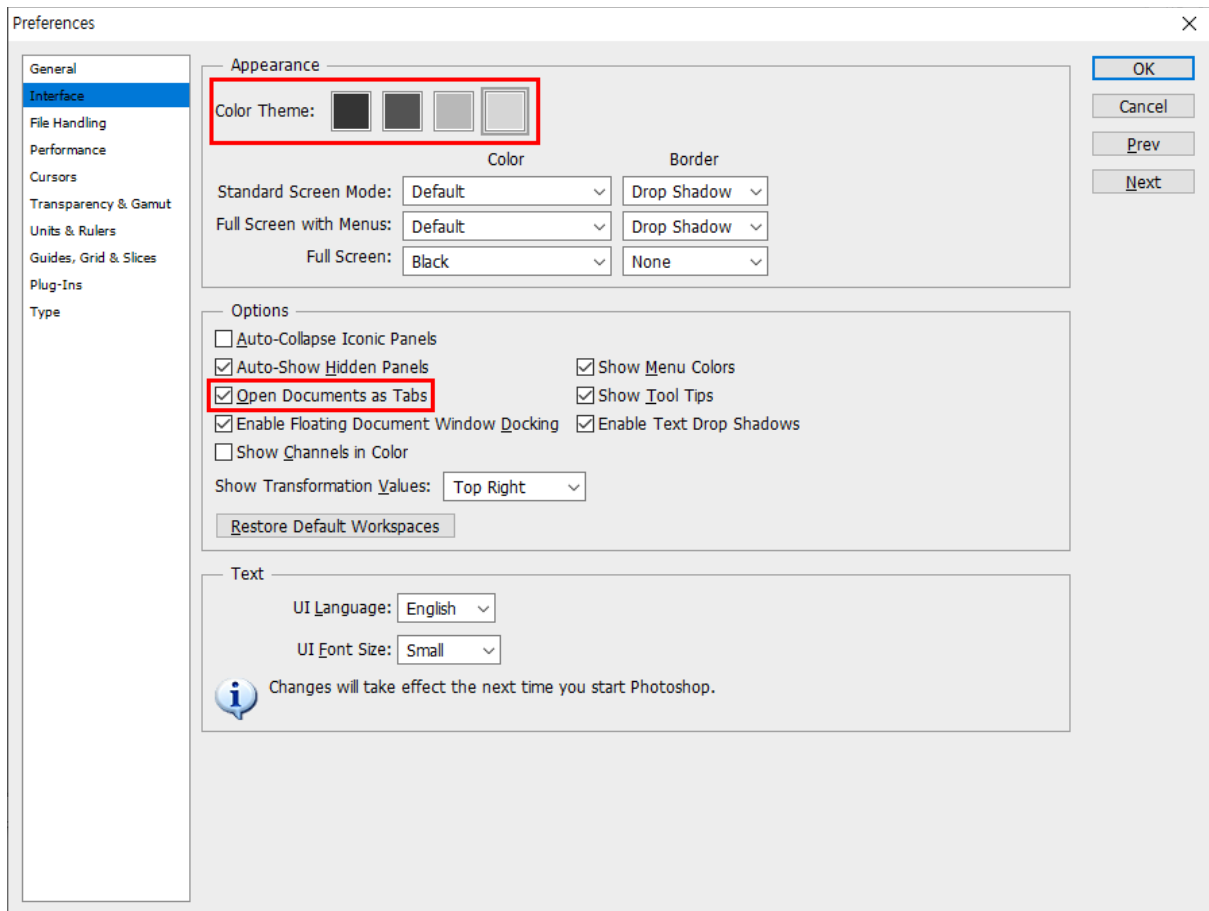 Preferences
General
Interface
File Handling
Performance
Cursors
Transparency & Gamut
Units & Rulers
Guides, Grid & Slices
Plug-Ins
Type
Appearance
Color Theme:
Color Border
Standard Screen Mode: Default Drop Shadow
Full Screen with Menus: Default Drop Shadow
Full Screen: Black None
Options
Auto-Collapse Iconic Panels
Auto-Show Hidden Panels Show Menu Colors
Open Documents as Tabs Show Tool Tips
Enable Floating Document Window Docking Enable Text Drop Shadows
Show Channels in Color
Show Transformation Values: Top Right
Restore Default Workspaces
Text
UI Language: English
UI Font Size: Small
Changes will take effect the next time you start Photoshop.
OK
Cancel
Prev
Next